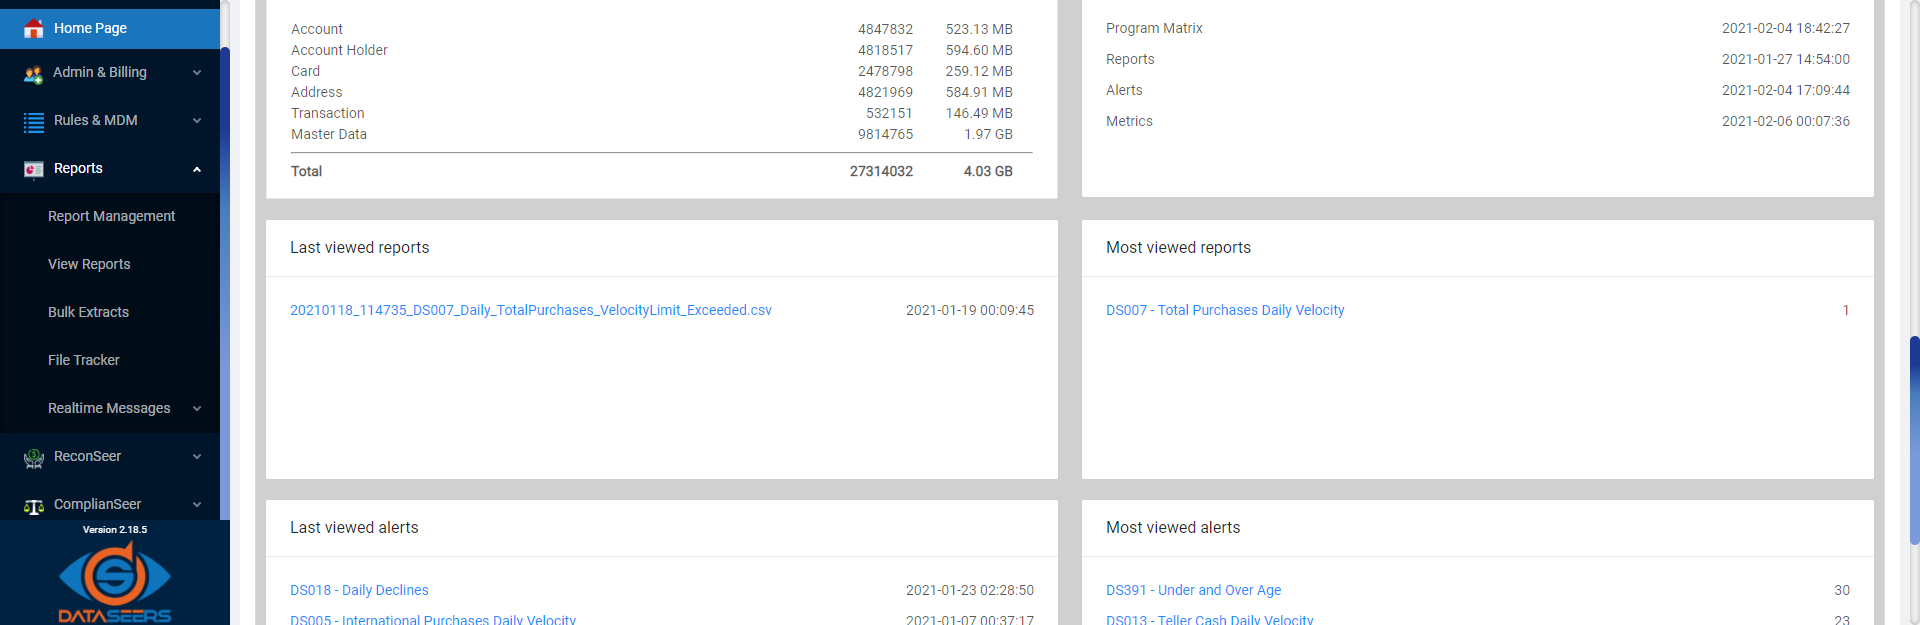 Home Page
Admin & Billing
Rules & MDM
Reports
Report Management
View Reports
Bulk Extracts
File Tracker
Realtime Messages
ReconSeer
ComplianSeer
Version 2.18.5
DATASEERS
Account 4847832 523.13 MB
Account Holder 4818517 594.60 MB
Card 2478798 259.12 MB
Address 4821969 584.91 MB
Transaction 532151 146.49 MB
Master Data 9814765 1.97 GB
Total 27314032 4.03 GB
Program Matrix 2021-02-04 18:42:27
Reports 2021-01-27 14:54:00
Alerts 2021-02-04 17:09:44
Metrics 2021-02-06 00:07:36
Last viewed reports
20210118_114735_DS007_Daily_TotalPurchases_VelocityLimit_Exceeded.csv 2021-01-19 00:09:45
Most viewed reports
DS007 - Total Purchases Daily Velocity 1
Last viewed alerts
DS018 - Daily Declines 2021-01-23 02:28:50
DS005 - International Purchases Daily Velocity 2021-01-07 00:37:17
Most viewed alerts
DS391 - Under and Over Age 30
DS013 - Teller Cash Daily Velocity 23